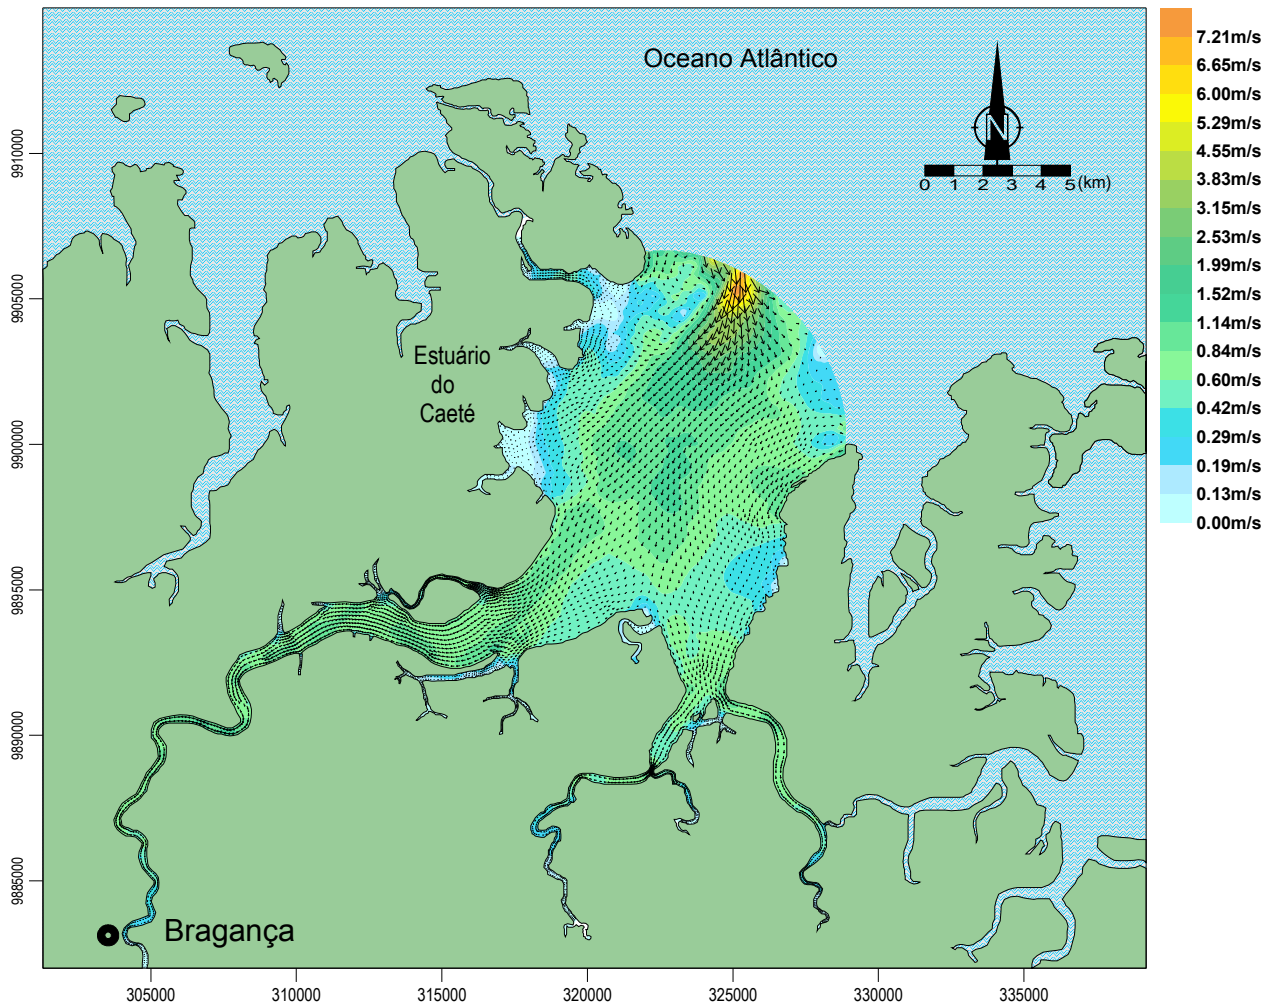 Oceano Atlântico
N
0 1 2 3 4 5 (km)
Estuário
do
Caeté
Bragança
9910000
9905000
9900000
9895000
9890000
9885000
305000 310000 315000 320000 325000 330000 335000
7.21m/s
6.65m/s
6.00m/s
5.29m/s
4.55m/s
3.83m/s
3.15m/s
2.53m/s
1.99m/s
1.52m/s
1.14m/s
0.84m/s
0.60m/s
0.42m/s
0.29m/s
0.19m/s
0.13m/s
0.00m/s